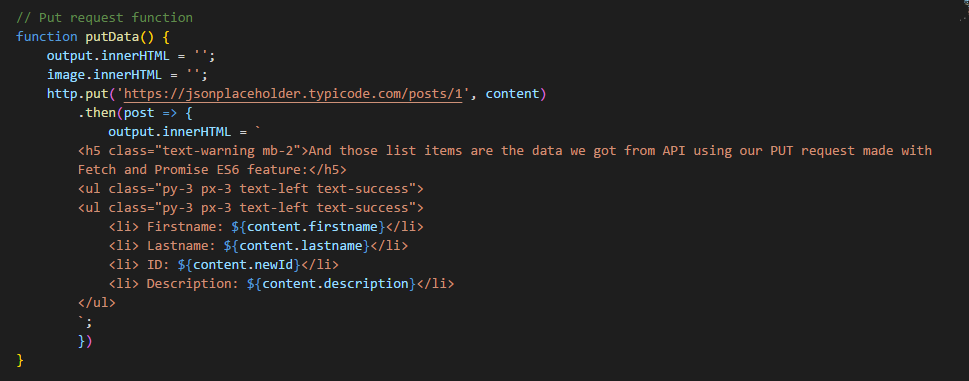 // Put request function
function putData() {
    output.innerHTML = '';
    image.innerHTML = '';
    http.put('https://jsonplaceholder.typicode.com/posts/1', content)
        .then(post => {
            output.innerHTML = `
        <h5 class="text-warning mb-2">And those list items are the data we got from API using our PUT request made with
        Fetch and Promise ES6 feature:</h5>
        <ul class="py-3 px-3 text-left text-success">
        <ul class="py-3 px-3 text-left text-success">
            <li> Firstname: ${content.firstname}</li>
            <li> Lastname: ${content.lastname}</li>
            <li> ID: ${content.newId}</li>
            <li> Description: ${content.description}</li>
        </ul>
        `;
        })
}